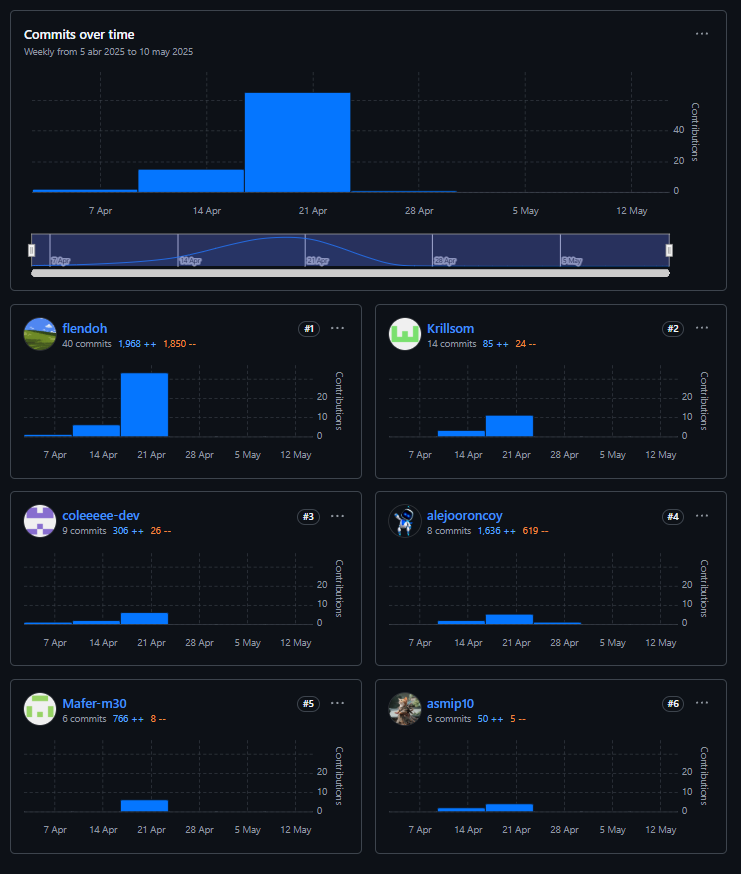 Commits over time
Weekly from 5 abr 2025 to 10 may 2025
Contributions
40
20
0
7 Apr 14 Apr 21 Apr 28 Apr 5 May 12 May
7 Apr 14 Apr 21 Apr 28 Apr 5 May
flendoh #1
40 commits 1,968 ++ 1,850 --
Contributions
20
10
0
7 Apr 14 Apr 21 Apr 28 Apr 5 May 12 May
Krillsom #2
14 commits 85 ++ 24 --
Contributions
20
10
0
7 Apr 14 Apr 21 Apr 28 Apr 5 May 12 May
coleeeee-dev #3
9 commits 306 ++ 26 --
Contributions
20
10
0
7 Apr 14 Apr 21 Apr 28 Apr 5 May 12 May
alejooroncoy #4
8 commits 1,636 ++ 619 --
Contributions
20
10
0
7 Apr 14 Apr 21 Apr 28 Apr 5 May 12 May
Mafer-m30 #5
6 commits 766 ++ 8 --
Contributions
20
10
0
7 Apr 14 Apr 21 Apr 28 Apr 5 May 12 May
asmip10 #6
6 commits 50 ++ 5 --
Contributions
20
10
0
7 Apr 14 Apr 21 Apr 28 Apr 5 May 12 May